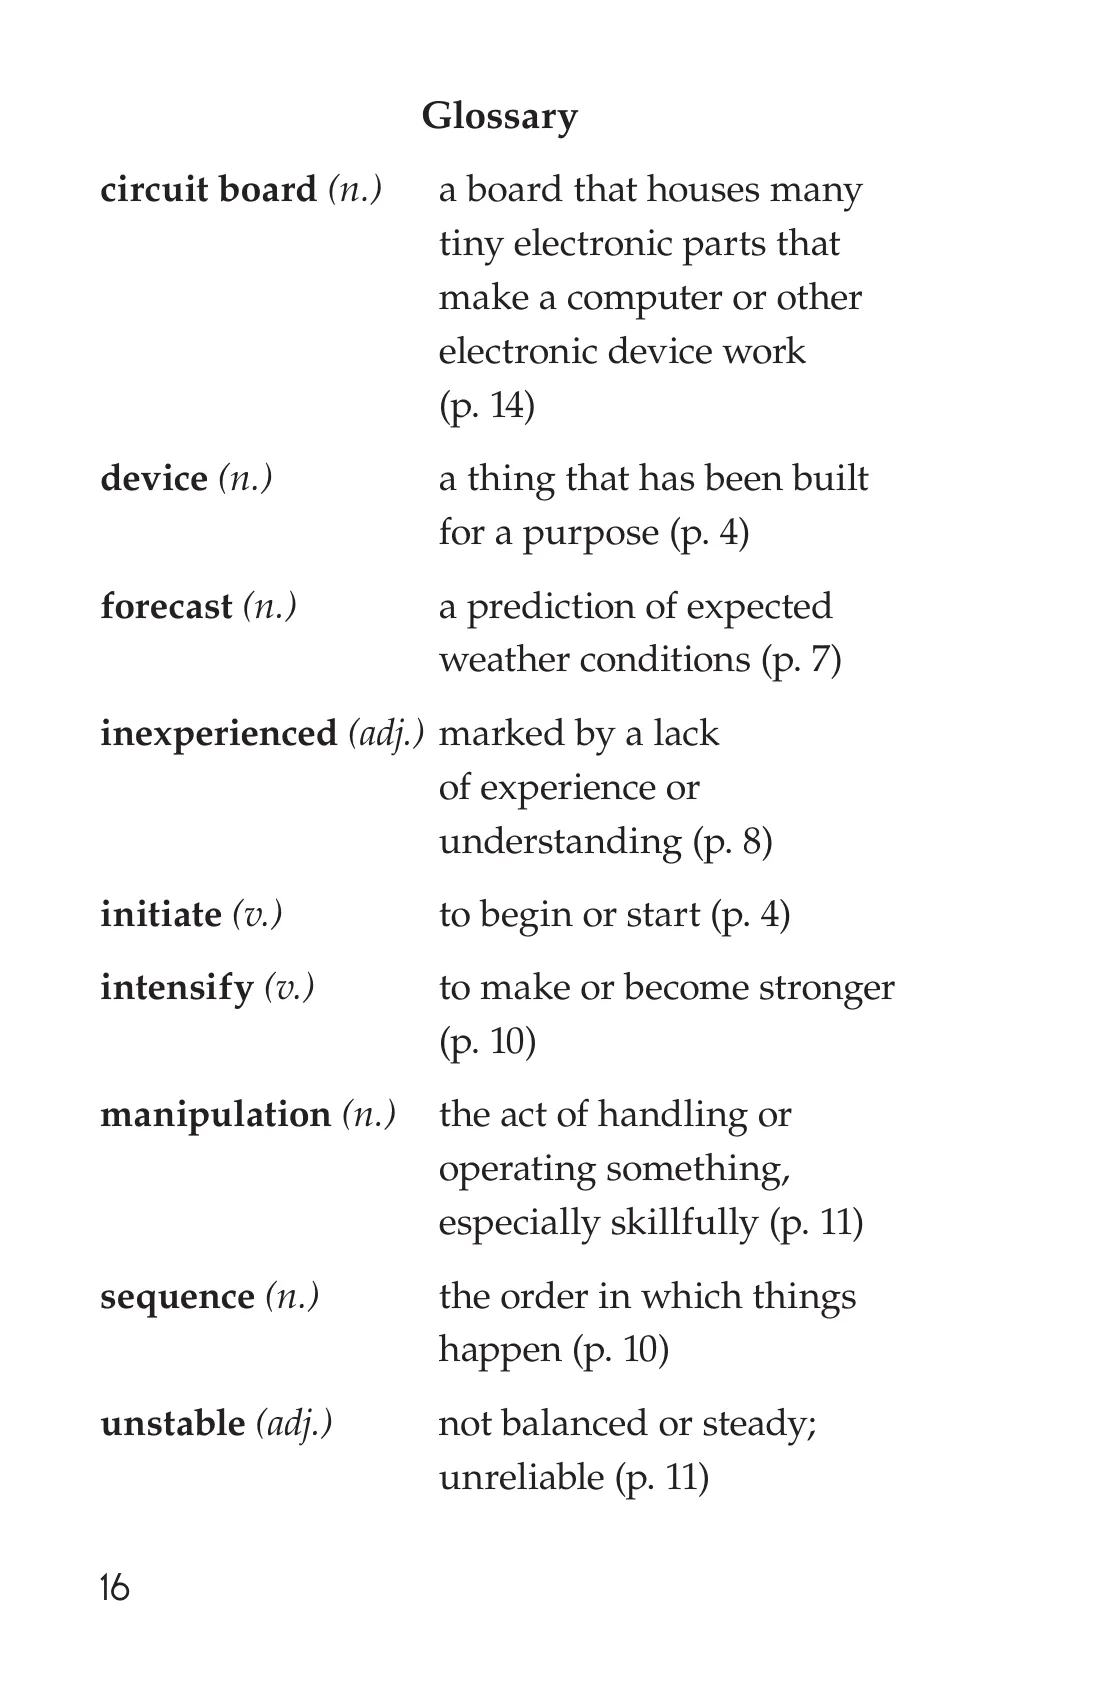 Glossary
circuit board (n.) a board that houses many
tiny electronic parts that
make a computer or other
electronic device work
(p. 14)
device (n.) a thing that has been built
for a purpose (p. 4)
forecast (n.) a prediction of expected
weather conditions (p. 7)
inexperienced (adj.) marked by a lack
of experience or
understanding (p. 8)
initiate (v.) to begin or start (p. 4)
intensify (v.) to make or become stronger
(p. 10)
manipulation (n.) the act of handling or
operating something,
especially skillfully (p. 11)
sequence (n.) the order in which things
happen (p. 10)
unstable (adj.) not balanced or steady;
unreliable (p. 11)
16